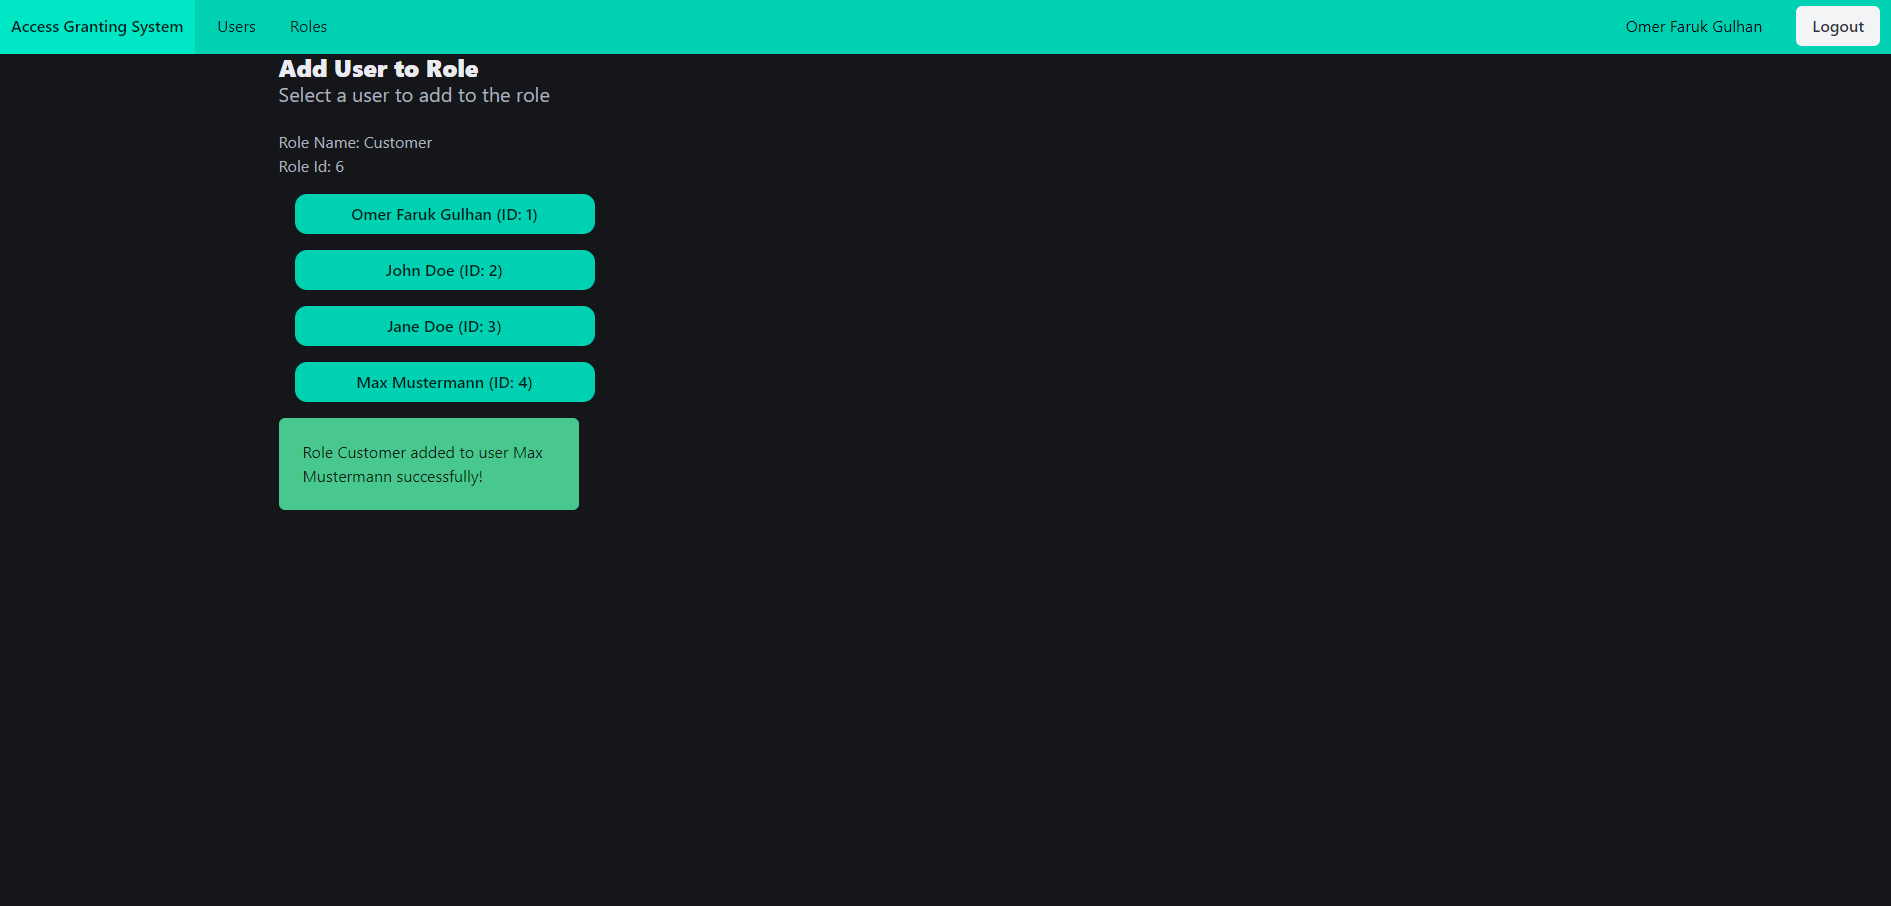 Access Granting System Users Roles Omer Faruk Gulhan Logout
Add User to Role
Select a user to add to the role
Role Name: Customer
Role Id: 6
Omer Faruk Gulhan (ID: 1)
John Doe (ID: 2)
Jane Doe (ID: 3)
Max Mustermann (ID: 4)
Role Customer added to user Max
Mustermann successfully!